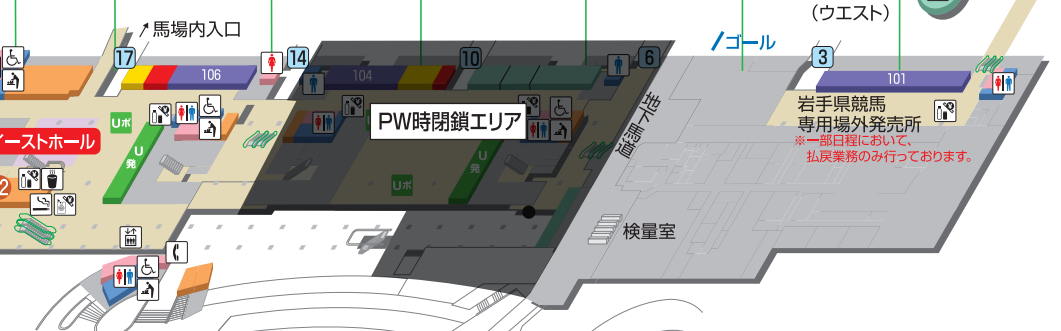 (ウエスト)
馬場内入口
ゴール
17
14
10
6
3
106
104
101
Uポ
U発
PW時閉鎖エリア
U発
Uポ
地下馬道
岩手県競馬
専用場外発売所
※一部日程において、
払戻業務のみ行っております。
イーストホール
2
検量室